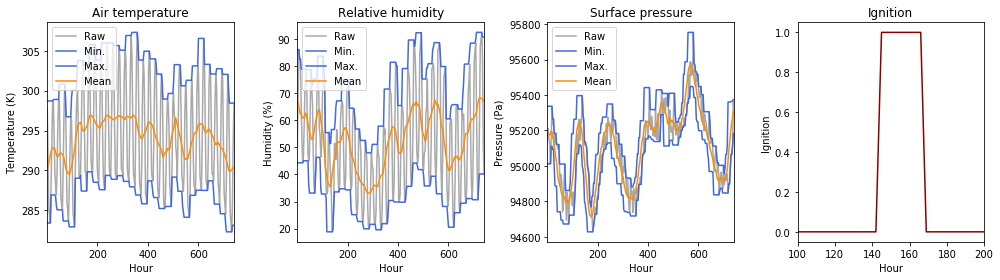 Air temperature
Temperature (K)
305
300
295
290
285
Raw
Min.
Max.
Mean
200
400
600
Hour
Relative humidity
Humidity (%)
90
80
70
60
50
40
30
20
Raw
Min.
Max.
Mean
200
400
600
Hour
Surface pressure
Pressure (Pa)
95800
95600
95400
95200
95000
94800
94600
Raw
Min.
Max.
Mean
200
400
600
Hour
Ignition
Ignition
1.0
0.8
0.6
0.4
0.2
0.0
100
120
140
160
180
200
Hour